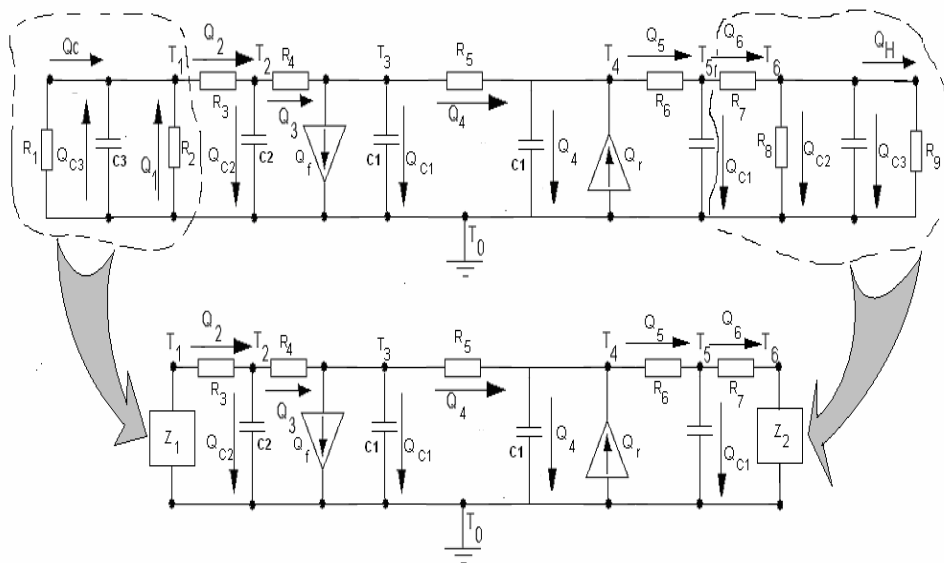 Qc Q2 Q5 Q6 QH
T1 T2 R4 T3 R5 T4 T5 T6
R3 Q3 Q4 R6 R7
R1 QC3 C3 Q1 R2 QC2 C2 Qf C1 QC1 C1 Q4 Qr QC1 R8 QC2 QC3 R9
T0
Q2 Q5 Q6
T1 T2 R4 T3 R5 T4 T5 T6
R3 Q3 Q4 R6 R7
Z1 QC2 C2 Qf C1 QC1 C1 Q4 Qr QC1 Z2
T0